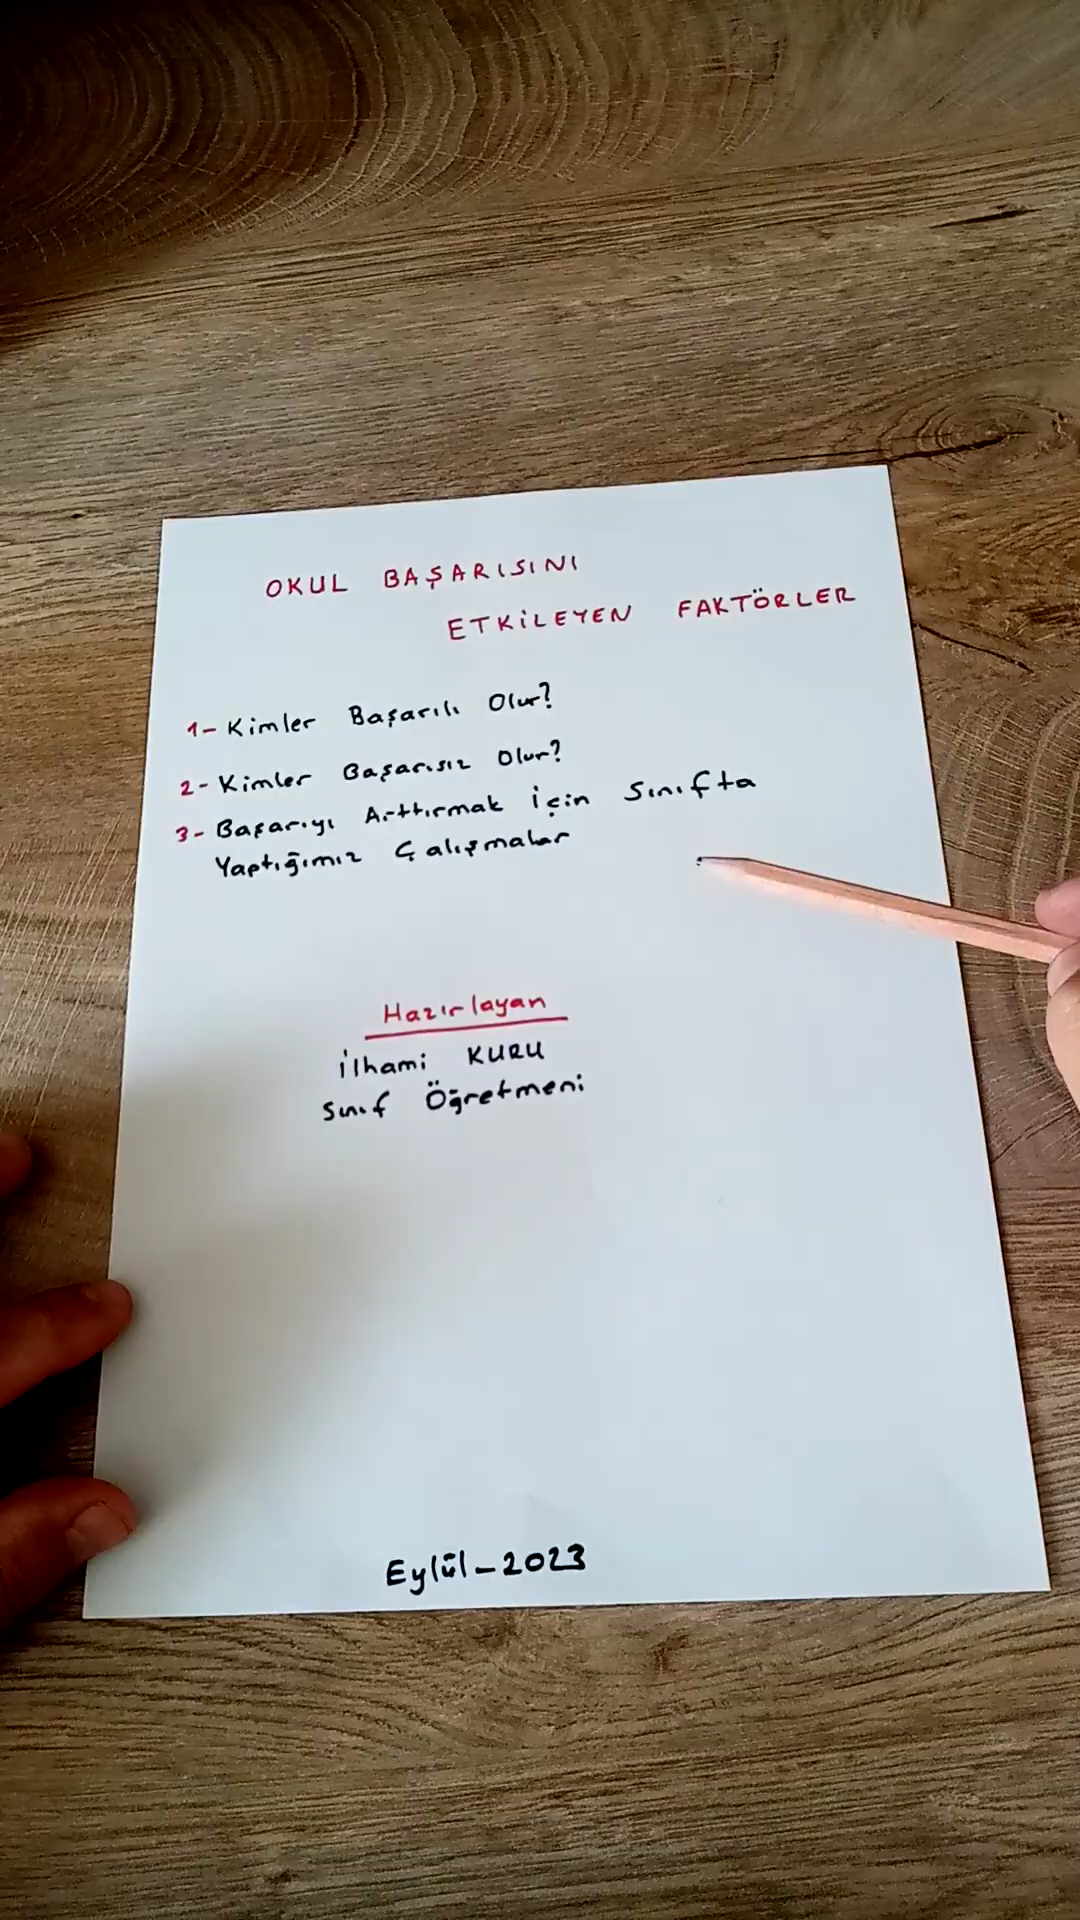 OKUL BAŞARISINI
ETKİLEYEN FAKTÖRLER
1- Kimler Başarılı Olur?
2- Kimler Başarısız Olur?
3- Başarıyı Arttırmak İçin Sınıfta
Yaptığımız Çalışmalar
Hazırlayan
İlhami KURU
Sınıf Öğretmeni
Eylül-2023